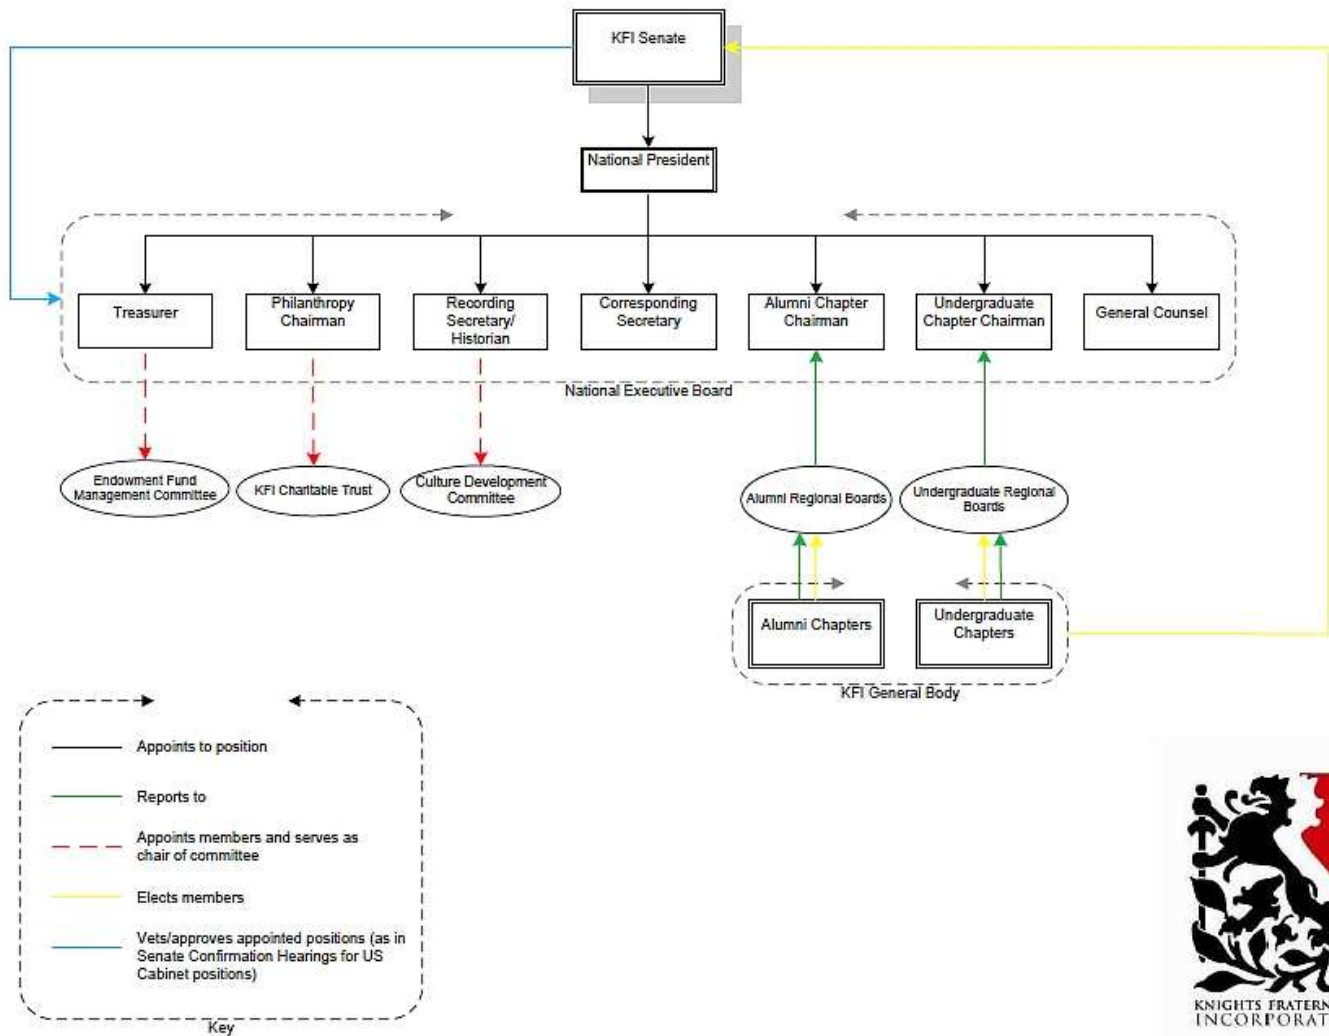 KFI Senate
National President
Treasurer
Philanthropy
Chairman
Recording
Secretary/
Historian
Corresponding
Secretary
Alumni Chapter
Chairman
Undergraduate
Chapter Chairman
General Counsel
National Executive Board
Endowment Fund
Management Committee
KFI Charitable Trust
Culture Development
Committee
Alumni Regional Boards
Undergraduate Regional
Boards
Alumni Chapters
Undergraduate
Chapters
KFI General Body
Appoints to position
Reports to
Appoints members and serves as
chair of committee
Elects members
Vets/approves appointed positions (as in
Senate Confirmation Hearings for US
Cabinet positions)
Key
KNIGHTS FRATERN
INCORPORAT